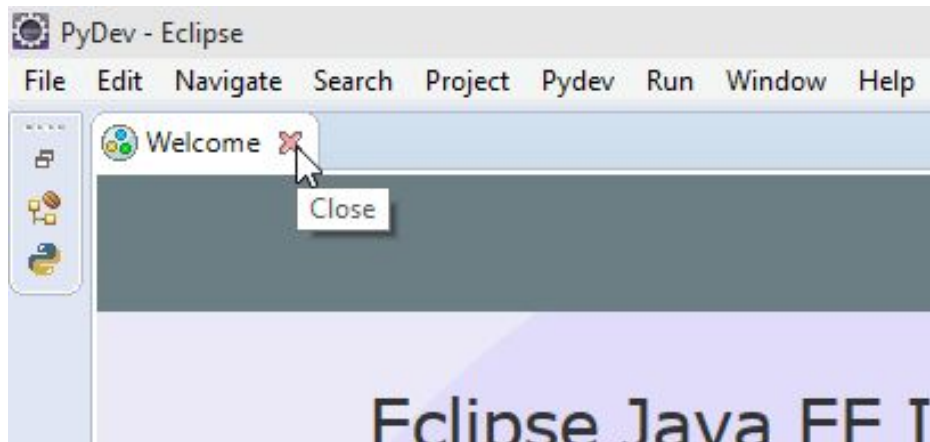 PyDev - Eclipse
File Edit Navigate Search Project Pydev Run Window Help
Welcome
Close
Eclipse Java EE I